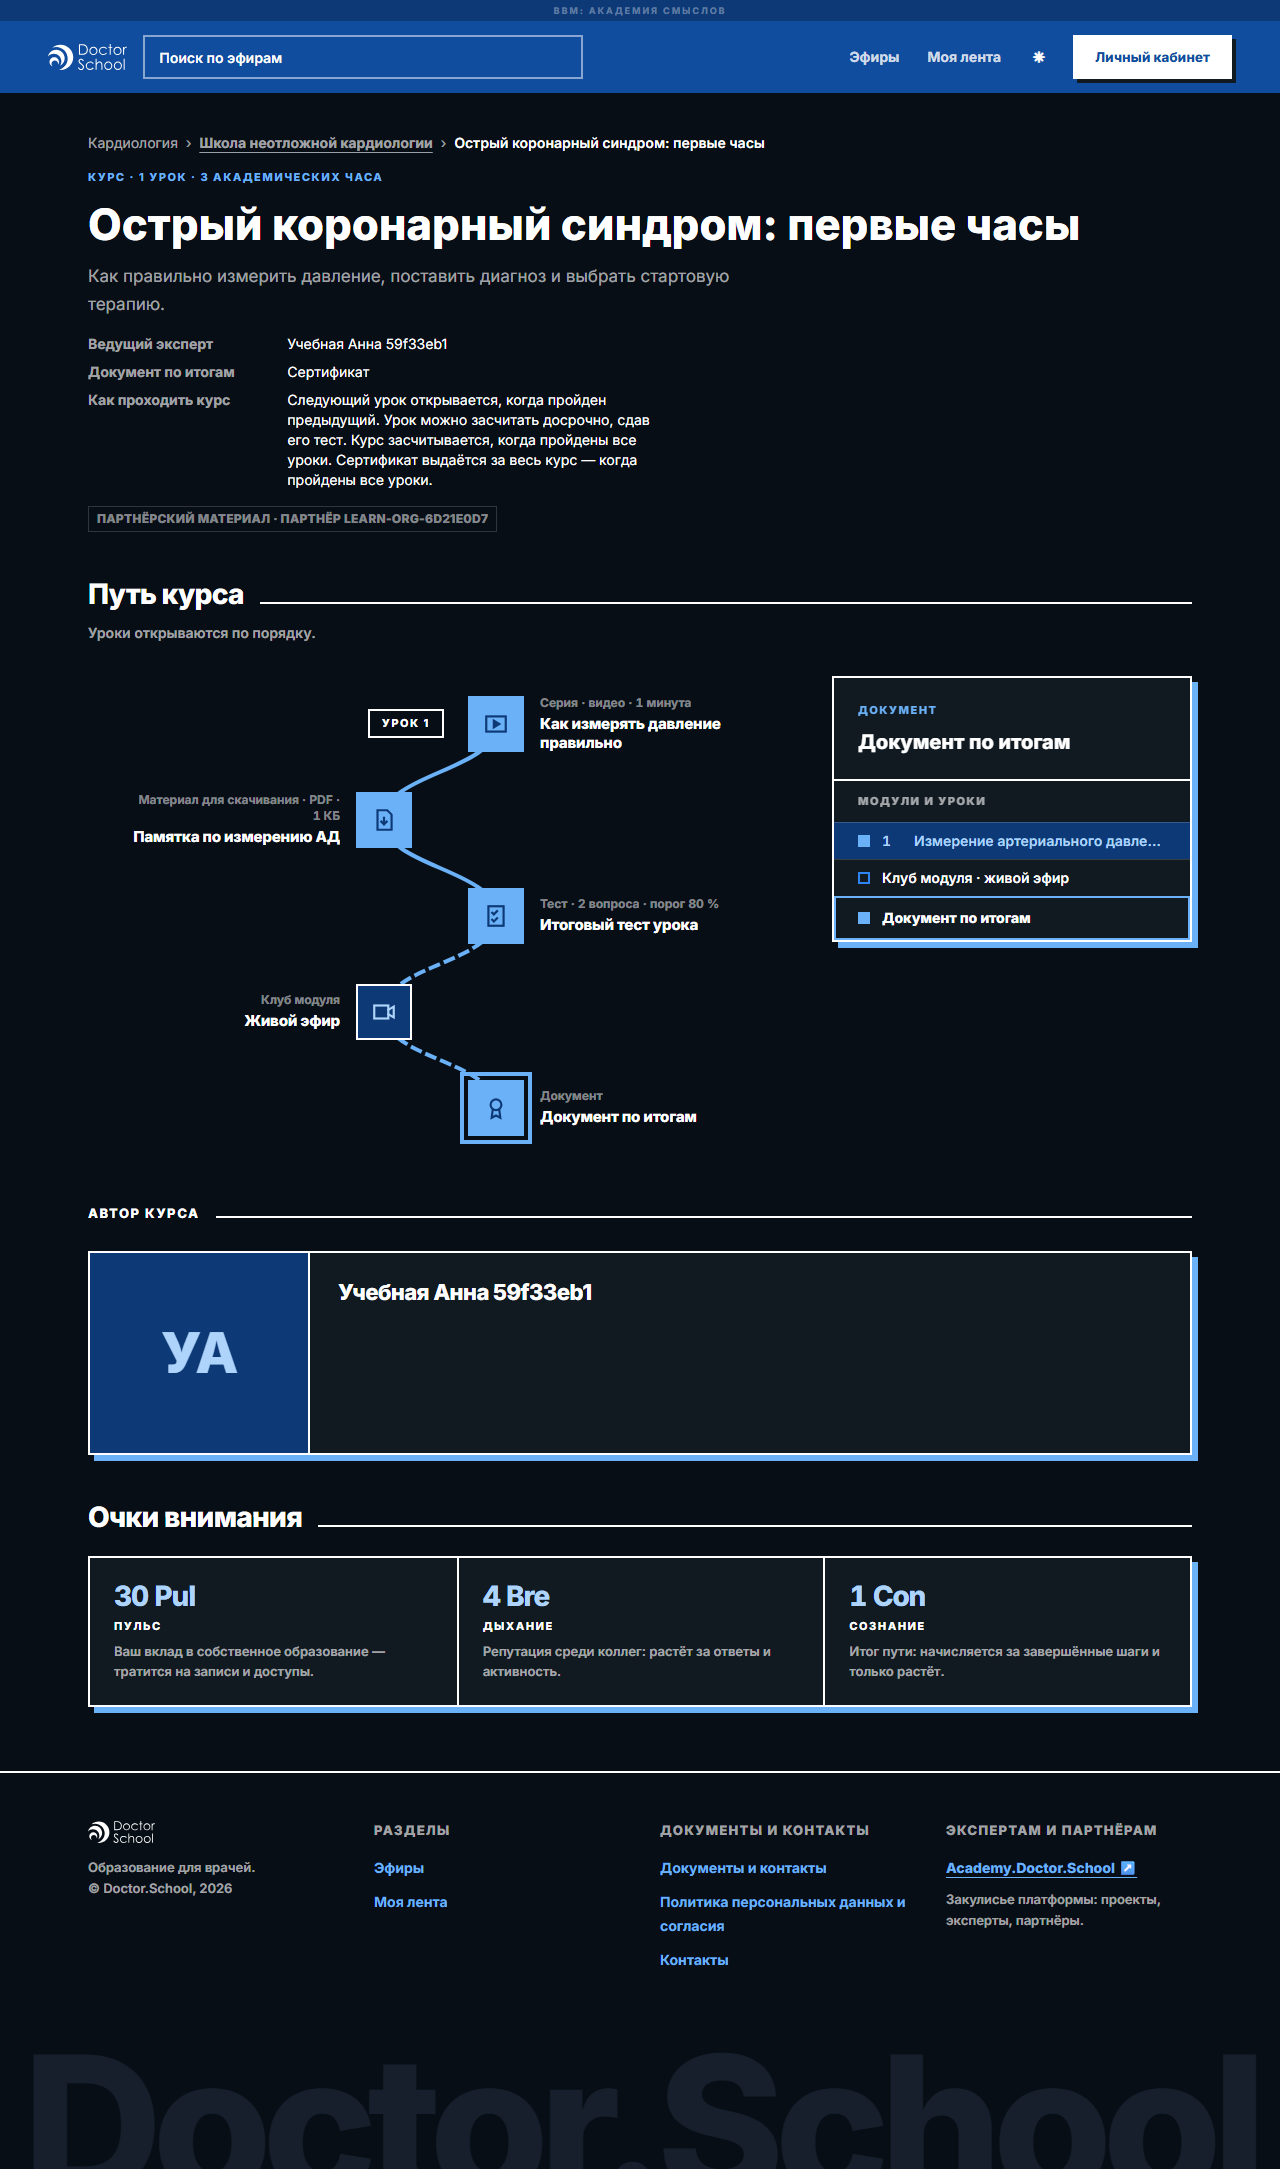 ВВМ: АКАДЕМИЯ СМЫСЛОВ
Doctor
School
Поиск по эфирам
Эфиры
Моя лента
Личный кабинет
Кардиология › Школа неотложной кардиологии › Острый коронарный синдром: первые часы
КУРС · 1 УРОК · 3 АКАДЕМИЧЕСКИХ ЧАСА
Острый коронарный синдром: первые часы
Как правильно измерить давление, поставить диагноз и выбрать стартовую
терапию.
Ведущий эксперт
Учебная Анна 59f33eb1
Документ по итогам
Сертификат
Как проходить курс
Следующий урок открывается, когда пройден
предыдущий. Урок можно засчитать досрочно, сдав
его тест. Курс засчитывается, когда пройдены все
уроки. Сертификат выдаётся за весь курс — когда
пройдены все уроки.
ПАРТНЁРСКИЙ МАТЕРИАЛ · ПАРТНЁР LEARN-ORG-6D21E0D7
Путь курса
Уроки открываются по порядку.
УРОК 1
Серия · видео · 1 минута
Как измерять давление
правильно
Материал для скачивания · PDF ·
1 КБ
Памятка по измерению АД
Тест · 2 вопроса · порог 80 %
Итоговый тест урока
Клуб модуля
Живой эфир
Документ
Документ по итогам
ДОКУМЕНТ
Документ по итогам
МОДУЛИ И УРОКИ
1 Измерение артериального давле...
Клуб модуля · живой эфир
Документ по итогам
АВТОР КУРСА
УА
Учебная Анна 59f33eb1
Очки внимания
30 Pul
ПУЛЬС
Ваш вклад в собственное образование —
тратится на записи и доступы.
4 Bre
ДЫХАНИЕ
Репутация среди коллег: растёт за ответы и
активность.
1 Con
СОЗНАНИЕ
Итог пути: начисляется за завершённые шаги и
только растёт.
Doctor
School
Образование для врачей.
© Doctor.School, 2026
РАЗДЕЛЫ
Эфиры
Моя лента
ДОКУМЕНТЫ И КОНТАКТЫ
Документы и контакты
Политика персональных данных и
согласия
Контакты
ЭКСПЕРТАМ И ПАРТНЁРАМ
Academy.Doctor.School
Закулисье платформы: проекты,
эксперты, партнёры.
Doctor.School